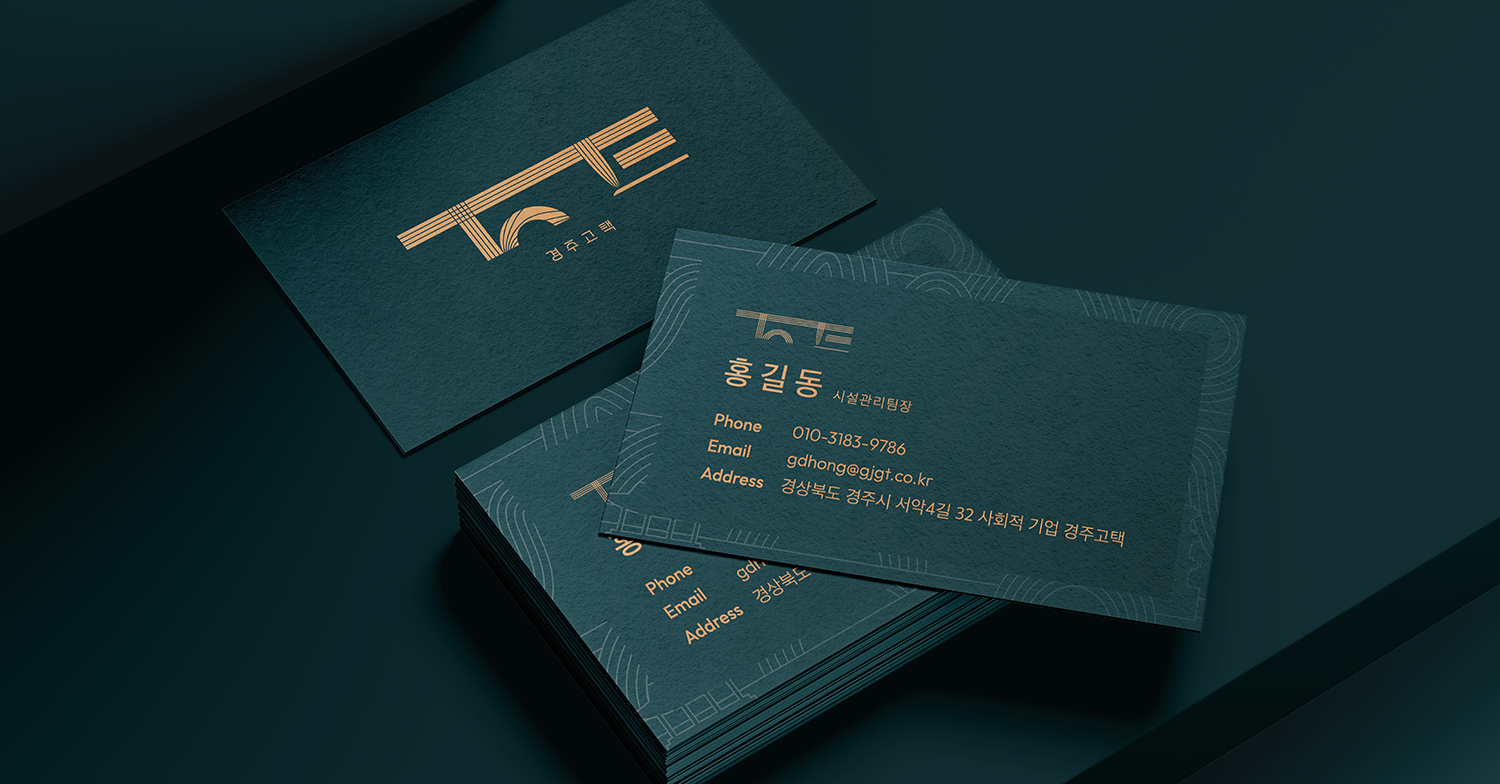 경주고택
홍길동 시설관리팀장
Phone 010-3183-9786
Email gdhong@gjgt.co.kr
Address 경상북도 경주시 서악4길 32 사회적 기업 경주고택
Phone
Email gdh
Address 경상북도